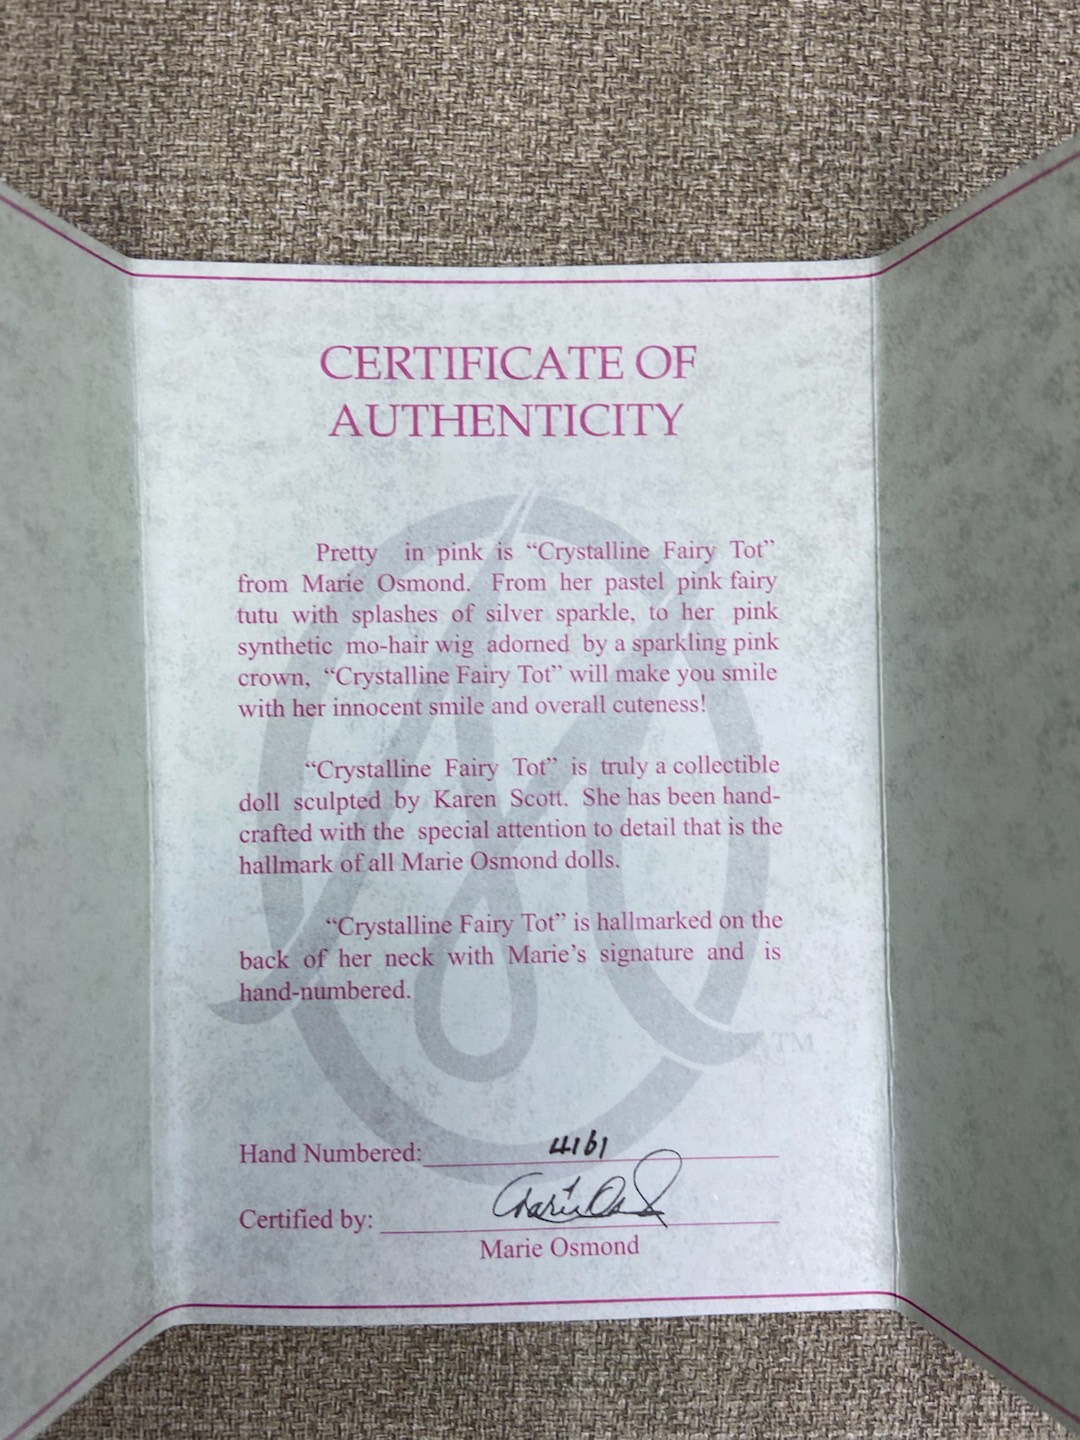 CERTIFICATE OF
AUTHENTICITY
Pretty in pink is “Crystalline Fairy Tot”
from Marie Osmond. From her pastel pink fairy
tutu with splashes of silver sparkle, to her pink
synthetic mo-hair wig adorned by a sparkling pink
crown, “Crystalline Fairy Tot” will make you smile
with her innocent smile and overall cuteness!
“Crystalline Fairy Tot” is truly a collectible
doll sculpted by Karen Scott. She has been hand-
crafted with the special attention to detail that is the
hallmark of all Marie Osmond dolls.
“Crystalline Fairy Tot” is hallmarked on the
back of her neck with Marie’s signature and is
hand-numbered.
TM
Hand Numbered: 4161
Certified by: Marie Osmond
Marie Osmond